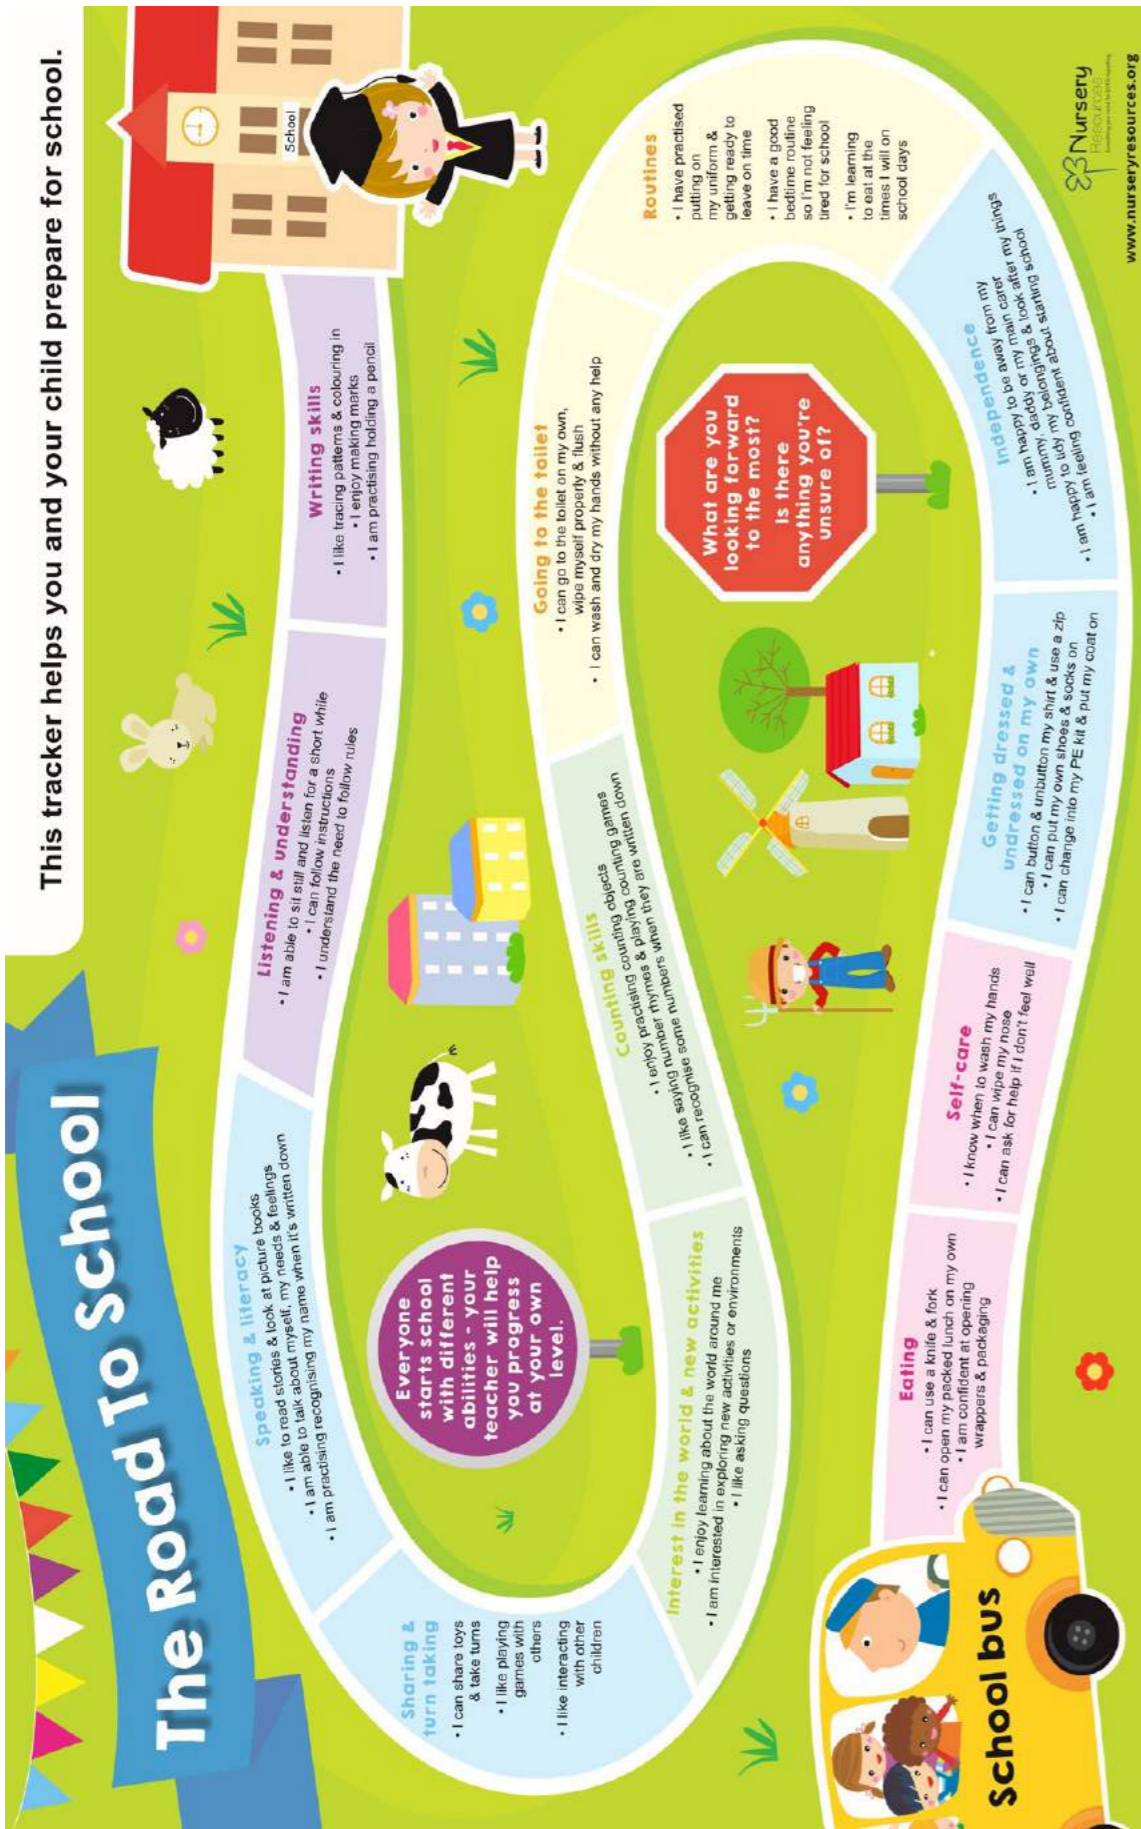 The Road To School
This tracker helps you and your child prepare for school.
School
School bus
Eating
• I can use a knife & fork
• I can open my packed lunch on my own
• I am confident at opening
wrappers & packaging
Self-care
• I know when to wash my hands
• I can wipe my nose
• I can ask for help if I don't feel well
Getting dressed &
undressed on my own
• I can button & unbutton my shirt & use a zip
• I can put my own shoes & socks on
• I can change into my PE kit & put my coat on
Independence
• I am happy to be away from my
mummy, daddy or my main carer
• I am happy to tidy my belongings & look after my things
• I am feeling confident about starting school
Routines
• I have practised
putting on
my uniform &
getting ready to
leave on time
• I have a good
bedtime routine
so I'm not feeling
tired for school
• I'm learning
to eat at the
times I will on
school days
Going to the toilet
• I can go to the toilet on my own,
wipe myself properly & flush
• I can wash and dry my hands without any help
Counting skills
• I enjoy practising counting objects
• I like saying number rhymes & playing counting games
• I can recognise some numbers when they are written down
Interest in the world & new activities
• I enjoy learning about the world around me
• I am interested in exploring new activities or environments
• I like asking questions
Sharing &
turn taking
• I can share toys
& take turns
• I like playing
games with
others
• I like interacting
with other
children
Speaking & literacy
• I like to read stories & look at picture books
• I am able to talk about myself, my needs & feelings
• I am practising recognising my name when it's written down
Listening & understanding
• I am able to sit still and listen for a short while
• I can follow instructions
• I understand the need to follow rules
Writing skills
• I like tracing patterns & colouring in
• I enjoy making marks
• I am practising holding a pencil
Everyone
starts school
with different
abilities - your
teacher will help
you progress
at your own
level.
What are you
looking forward
to the most?
Is there
anything you're
unsure of?
Nursery
Resources
www.nurseryresources.org